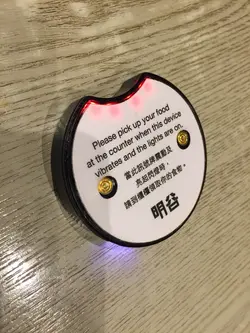 Please pick up your food
at the counter when this device
vibrates and the lights are on.
當此訊號牌震動及
亮起閃燈時,
請到櫃檯領取你的食物。
明谷